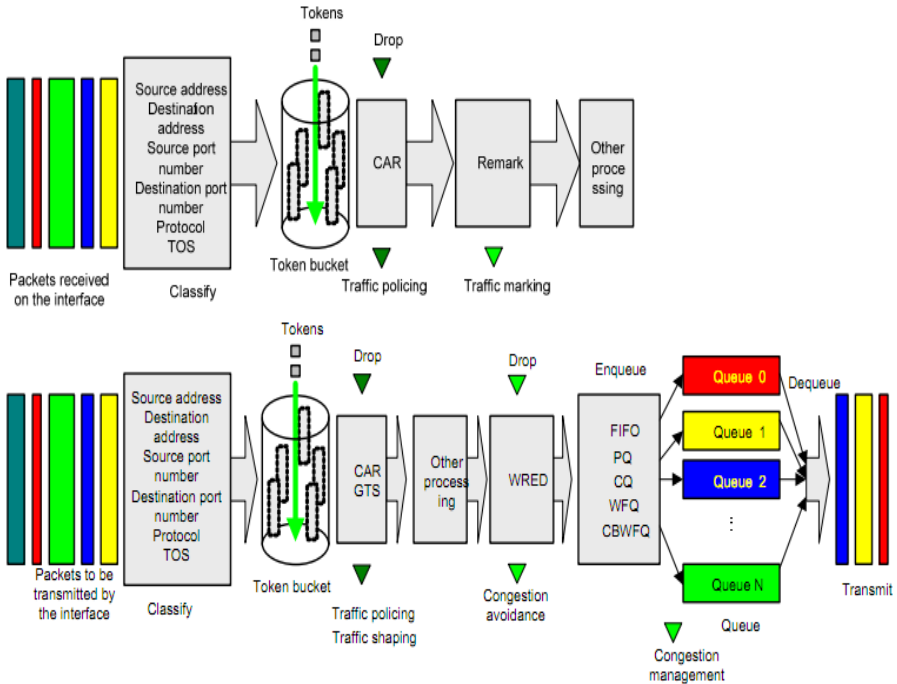 Tokens
Drop
Source address
Destination
address
Source port
number
Destination port
number
Protocol
TOS
CAR
Remark
Other
proce
ssing
Packets received
on the interface
Classify
Token bucket
Traffic policing
Traffic marking
Tokens
Drop
Drop
Enqueue
Source address
Destination
address
Source port
number
Destination port
number
Protocol
TOS
CAR
GTS
Other
process
ing
WRED
FIFO
PQ
CQ
WFQ
CBWFQ
Queue 0
Queue 1
Queue 2
⋮
Queue N
Dequeue
Packets to be
transmitted by
the interface
Classify
Token bucket
Traffic policing
Traffic shaping
Congestion
avoidance
Queue
Transmit
Congestion
management